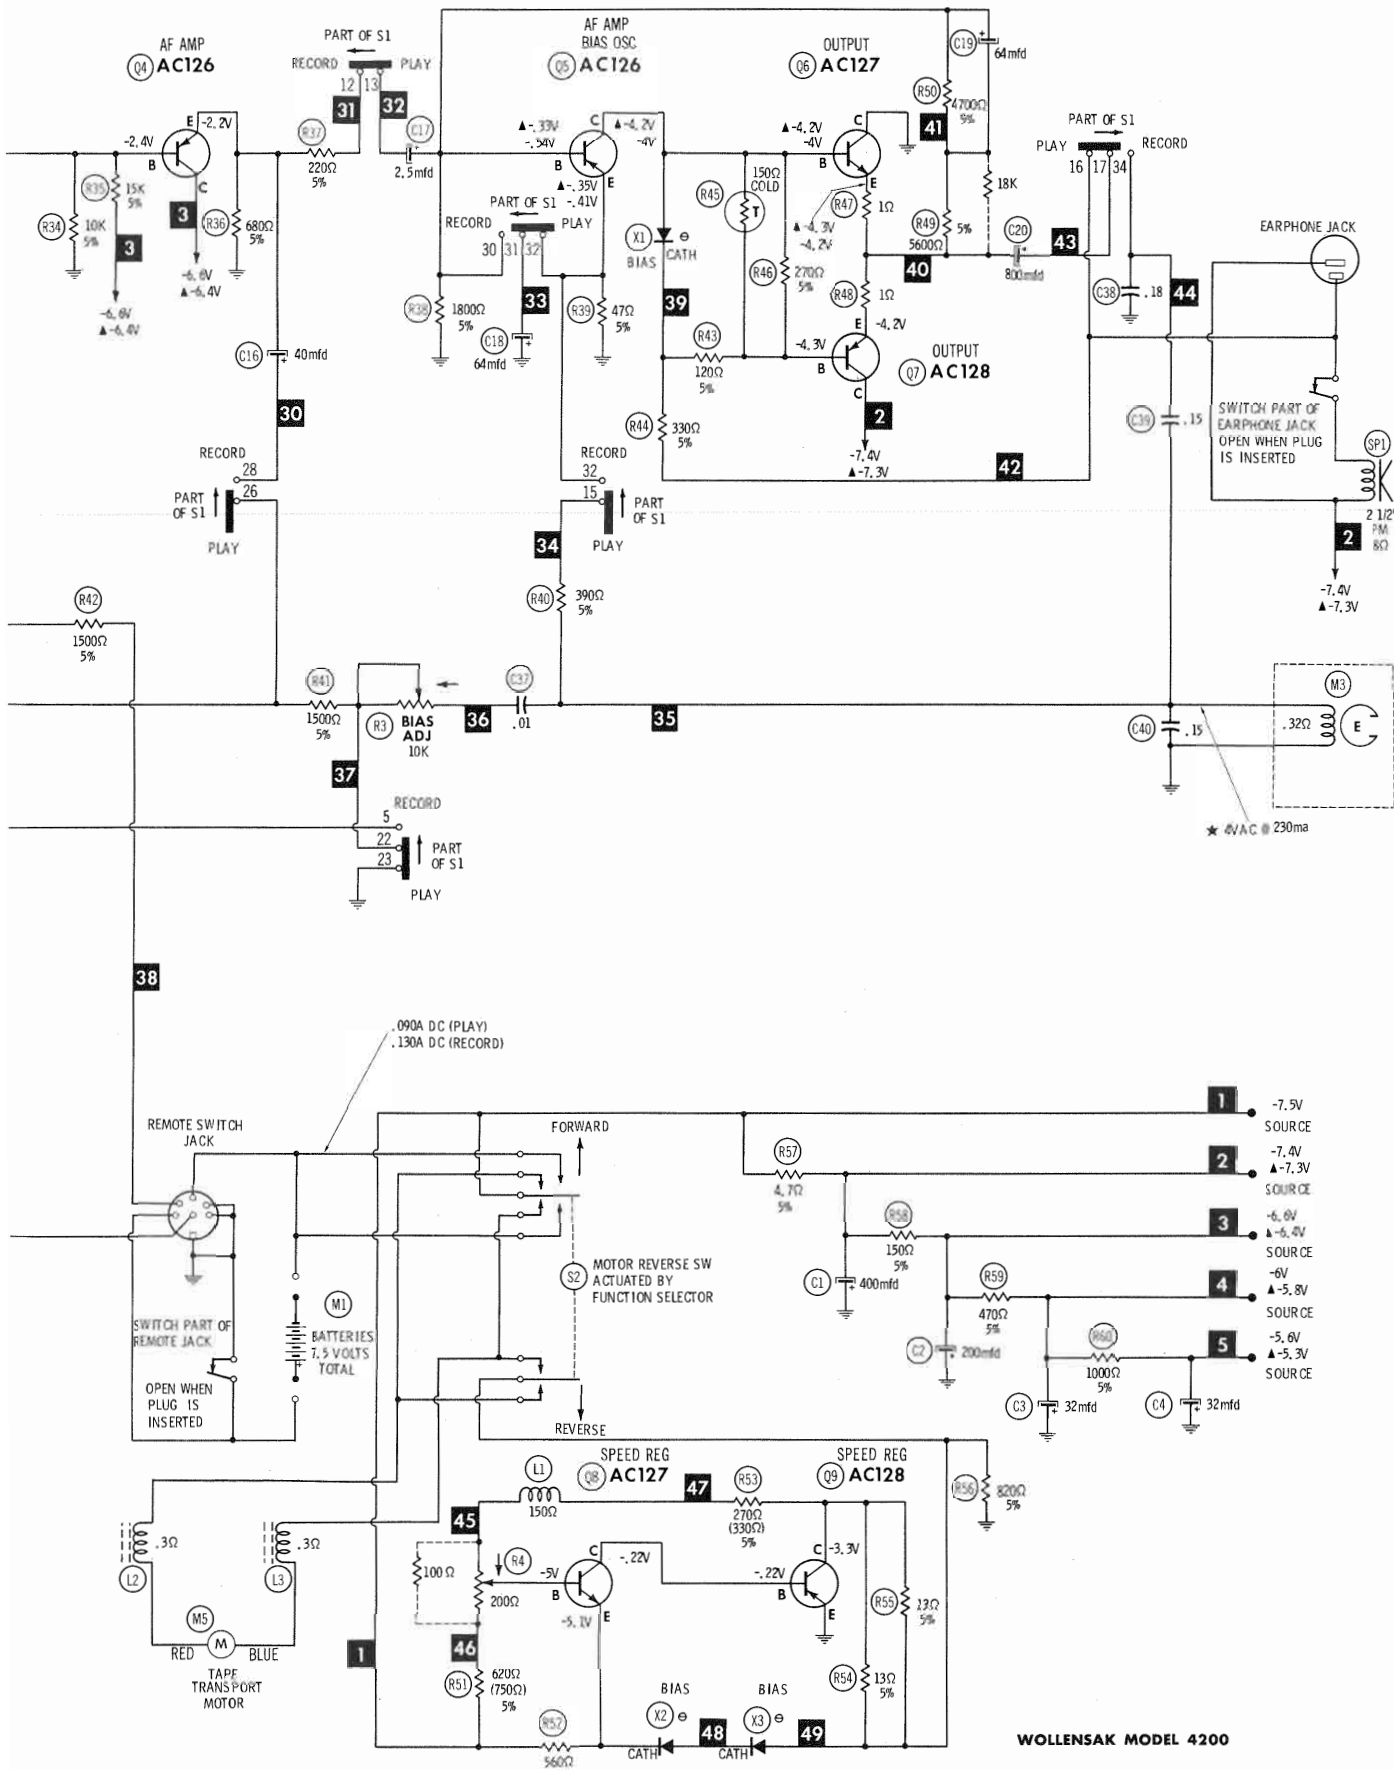 AF AMP
Q4 AC126
PART OF S1
RECORD
PLAY
12 13
31
32
AF AMP
BIAS OSC
Q5 AC126
OUTPUT
Q6 AC127
C19
64mfd
R50
4700Ω
5%
41
E
-2.2V
-2.4V
B
C
R37
220Ω
5%
C17
2.5mfd
▲-.33V
-.54V
B
C
▲-4.2V
-4V
▲-.35V
-.41V
E
▲-4.2V
-4V
B
C
E
PART OF S1
PLAY
RECORD
16 17 34
R35
15K
5%
R34
10K
5%
3
3
R36
680Ω
5%
-6.6V
▲-6.4V
-6.6V
▲-6.4V
PART OF S1
RECORD
PLAY
30 31 32
X1
BIAS
CATH
R45
150Ω
COLD
T
R47
1Ω
▲-4.3V
-4.2V
R49
5600Ω
5%
18K
C20
800mfd
43
40
EARPHONE JACK
R38
1800Ω
5%
33
C18
64mfd
R39
47Ω
5%
39
R46
270Ω
5%
R48
1Ω
C38
.18
44
C16
40mfd
R43
120Ω
5%
E
-4.2V
-4.3V
B
C
OUTPUT
Q7 AC128
30
R44
330Ω
5%
2
-7.4V
▲-7.3V
42
C39
.15
SWITCH PART OF
EARPHONE JACK
OPEN WHEN PLUG
IS INSERTED
SP1
2 1/2"
PM
8Ω
2
-7.4V
▲-7.3V
RECORD
28
26
PART
OF S1
PLAY
RECORD
32
15
PART
OF S1
PLAY
34
R40
390Ω
5%
R42
1500Ω
5%
R41
1500Ω
5%
R3
BIAS
ADJ
10K
36
C37
.01
35
C40
.15
M3
.32Ω
E
★ 4VAC @ 230ma
37
RECORD
5
22
23
PART
OF S1
PLAY
38
.090A DC (PLAY)
.130A DC (RECORD)
REMOTE SWITCH
JACK
FORWARD
1
-7.5V
SOURCE
R57
4.7Ω
5%
2
-7.4V
▲-7.3V
SOURCE
R58
150Ω
5%
3
-6.6V
▲-6.4V
SOURCE
S2
MOTOR REVERSE SW
ACTUATED BY
FUNCTION SELECTOR
C1
400mfd
R59
470Ω
5%
4
-6V
▲-5.8V
SOURCE
M1
BATTERIES
7.5 VOLTS
TOTAL
SWITCH PART OF
REMOTE JACK
OPEN WHEN
PLUG IS
INSERTED
C2
200mfd
R60
1000Ω
5%
5
-5.6V
▲-5.3V
SOURCE
C3
32mfd
C4
32mfd
REVERSE
SPEED REG
Q8 AC127
SPEED REG
Q9 AC128
L1
150Ω
47
R53
270Ω
(330Ω)
5%
R56
820Ω
5%
45
.3Ω
L2
.3Ω
L3
100Ω
R4
200Ω
-5V
B
C
-.22V
E
-5.1V
-.22V
B
C
-3.3V
E
R55
13Ω
5%
M5
M
RED
BLUE
TAPE
TRANSPORT
MOTOR
1
46
R51
620Ω
(750Ω)
5%
R54
13Ω
5%
R52
560Ω
BIAS
X2
CATH
48
BIAS
X3
CATH
49
WOLLENSAK MODEL 4200